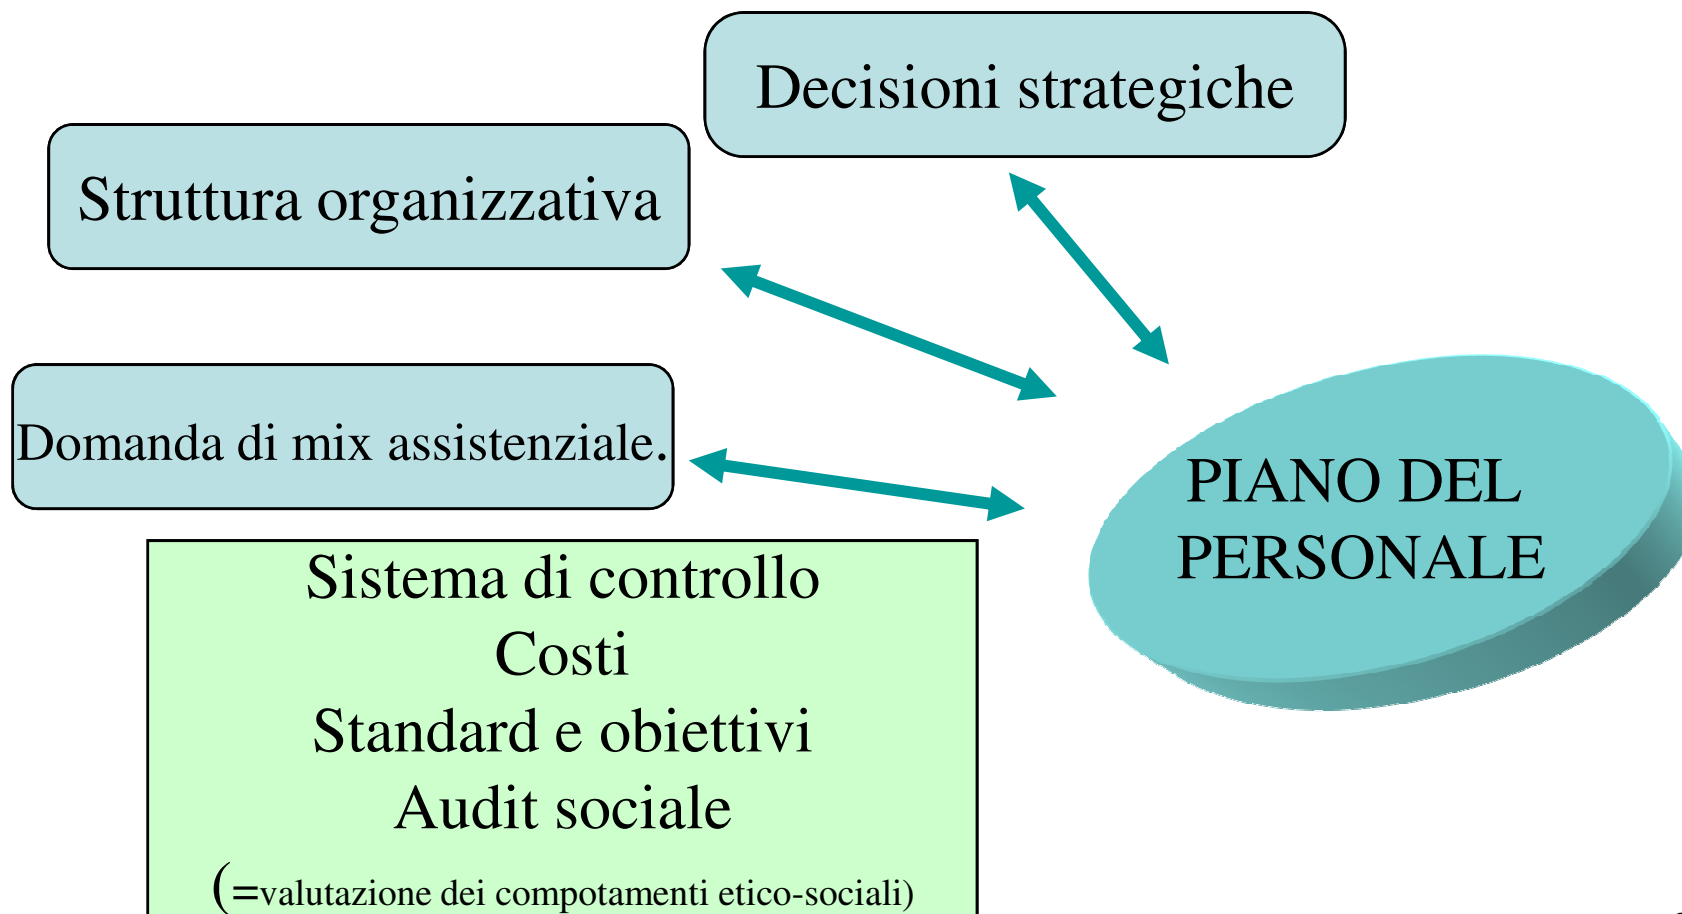 Decisioni strategiche
Struttura organizzativa
Domanda di mix assistenziale.
PIANO DEL
PERSONALE
Sistema di controllo
Costi
Standard e obiettivi
Audit sociale
(=valutazione dei compotamenti etico-sociali)